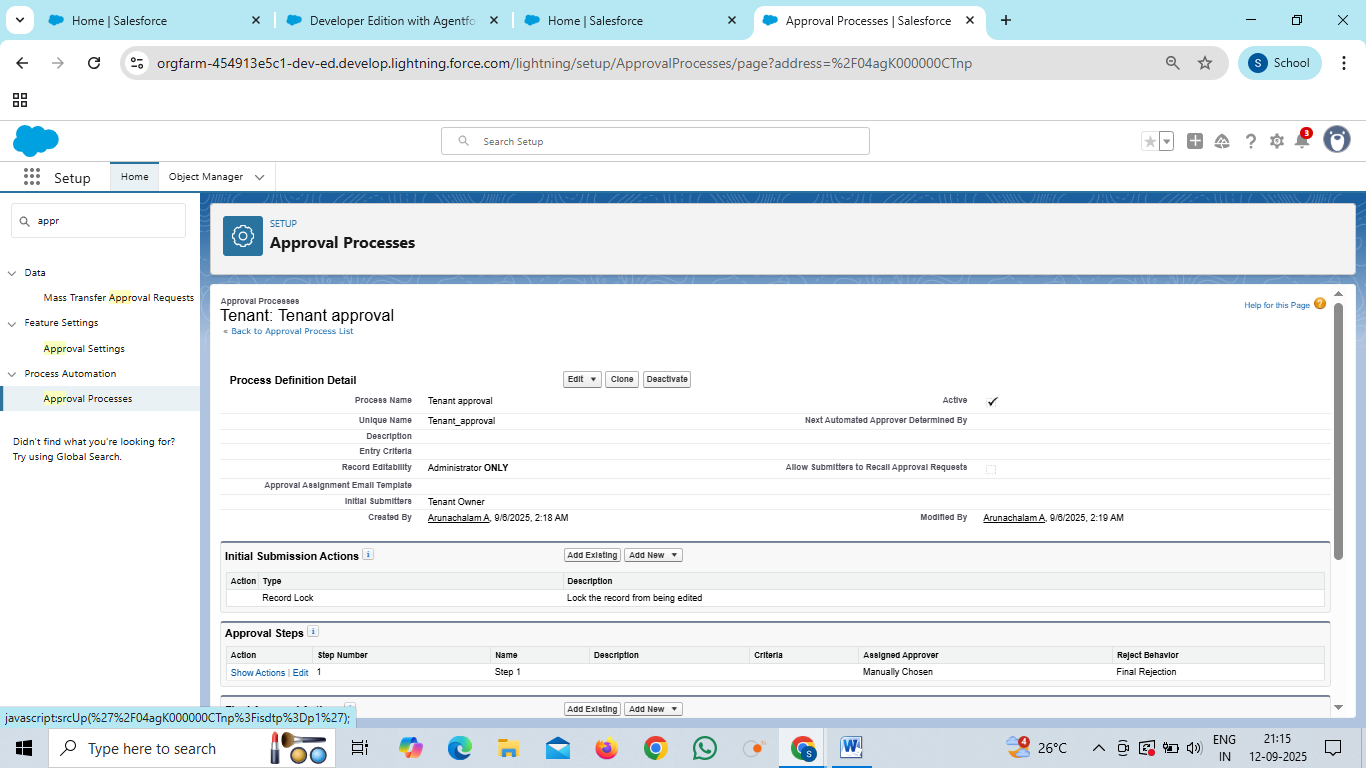 Home | Salesforce
Developer Edition with Agentfo
Home | Salesforce
Approval Processes | Salesforce
orgfarm-454913e5c1-dev-ed.develop.lightning.force.com/lightning/setup/ApprovalProcesses/page?address=%2F04agK000000CTnp
S School
Search Setup
3
Setup
Home
Object Manager
appr
Data
Mass Transfer Approval Requests
Feature Settings
Approval Settings
Process Automation
Approval Processes
Didn't find what you're looking for?
Try using Global Search.
SETUP
Approval Processes
Approval Processes
Tenant: Tenant approval
« Back to Approval Process List
Help for this Page ?
Process Definition Detail
Edit Clone Deactivate
Process Name Tenant approval Active
Unique Name Tenant_approval Next Automated Approver Determined By
Description
Entry Criteria
Record Editability Administrator ONLY Allow Submitters to Recall Approval Requests
Approval Assignment Email Template
Initial Submitters Tenant Owner
Created By Arunachalam A, 9/6/2025, 2:18 AM Modified By Arunachalam A, 9/6/2025, 2:19 AM
Initial Submission Actions i Add Existing Add New
Action Type Description
Record Lock Lock the record from being edited
Approval Steps i
Action Step Number Name Description Criteria Assigned Approver Reject Behavior
Show Actions | Edit 1 Step 1 Manually Chosen Final Rejection
Add Existing Add New
javascript:srcUp(%27%2F04agK000000CTnp%3Fisdtp%3Dp1%27);
Type here to search
4
26°C
ENG
IN
21:15
12-09-2025